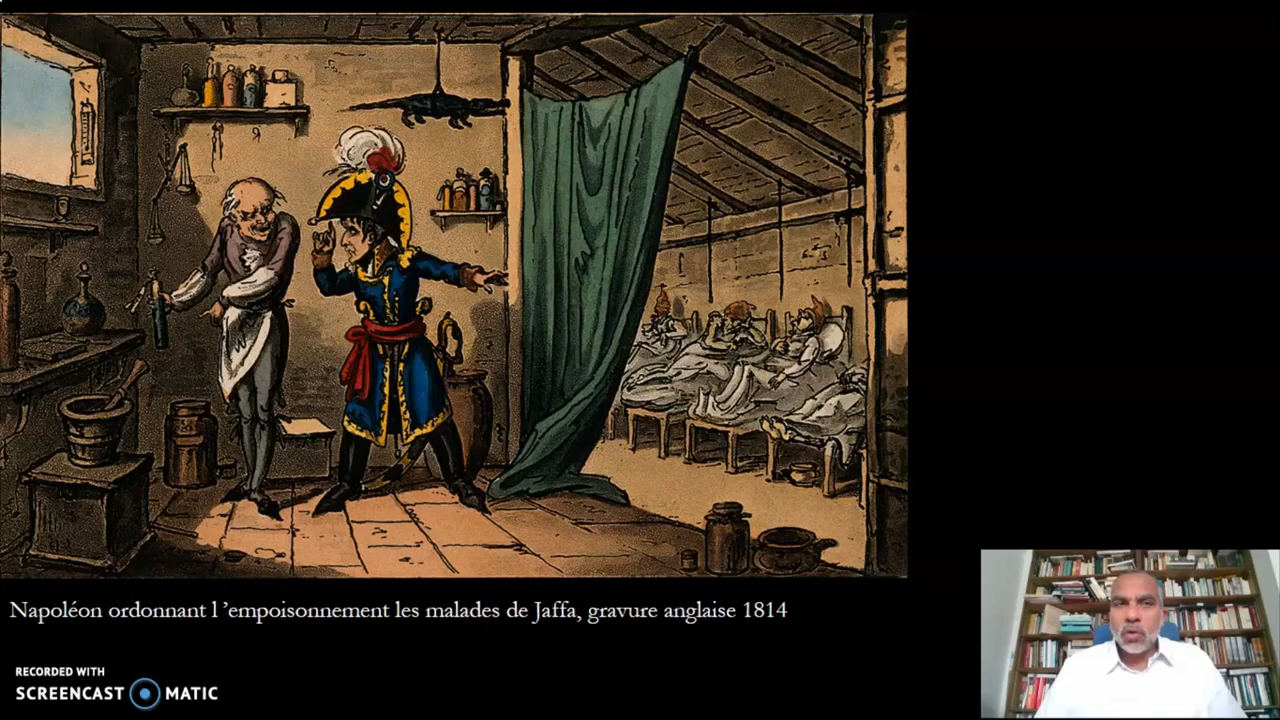 Napoléon ordonnant l 'empoisonnement les malades de Jaffa, gravure anglaise 1814
RECORDED WITH
SCREENCAST MATIC